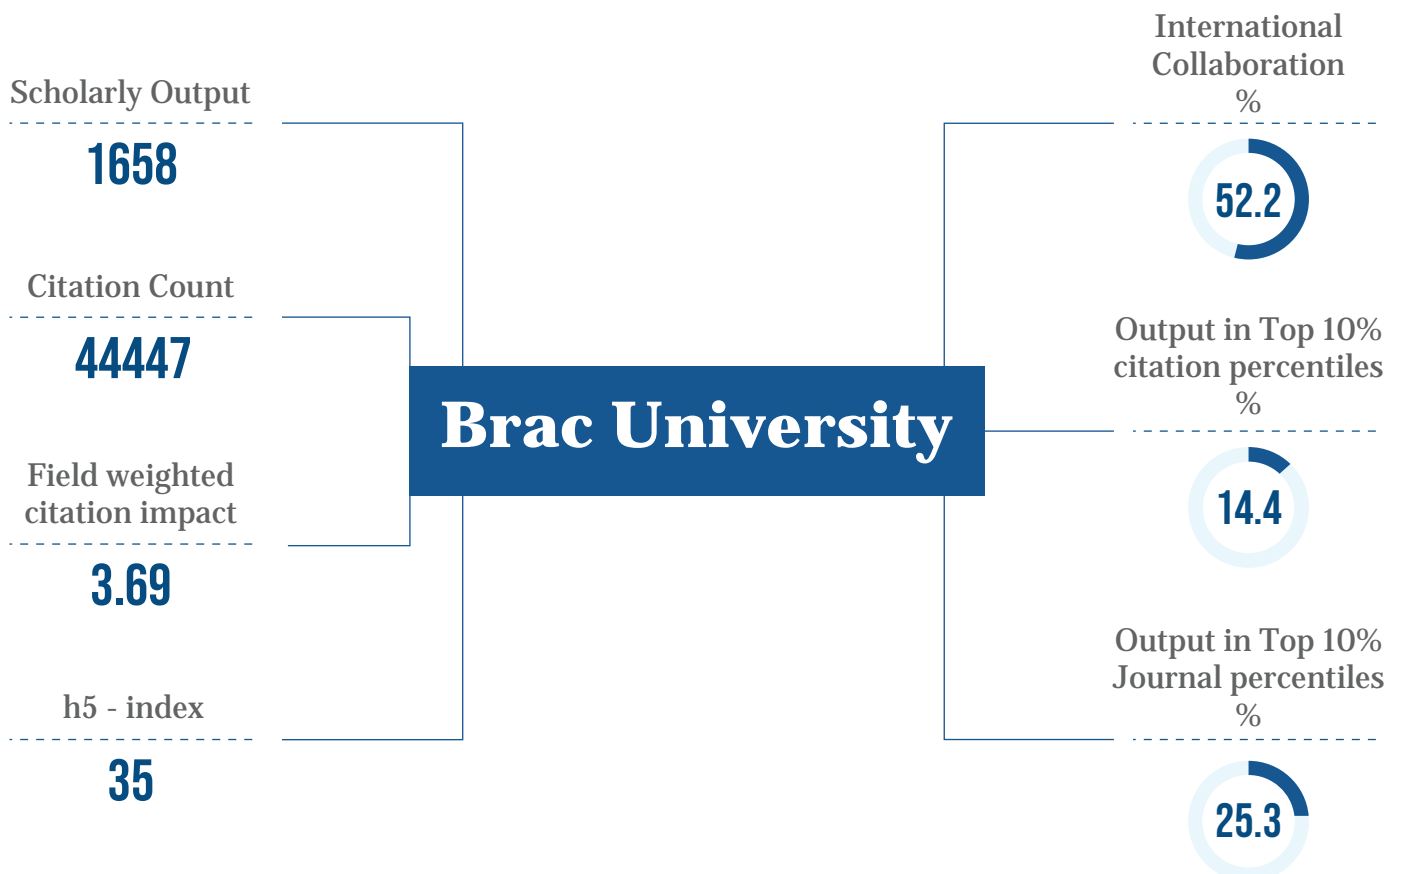 Scholarly Output
1658
Citation Count
44447
Field weighted
citation impact
3.69
h5 - index
35
Brac University
International
Collaboration
%
52.2
Output in Top 10%
citation percentiles
%
14.4
Output in Top 10%
Journal percentiles
%
25.3